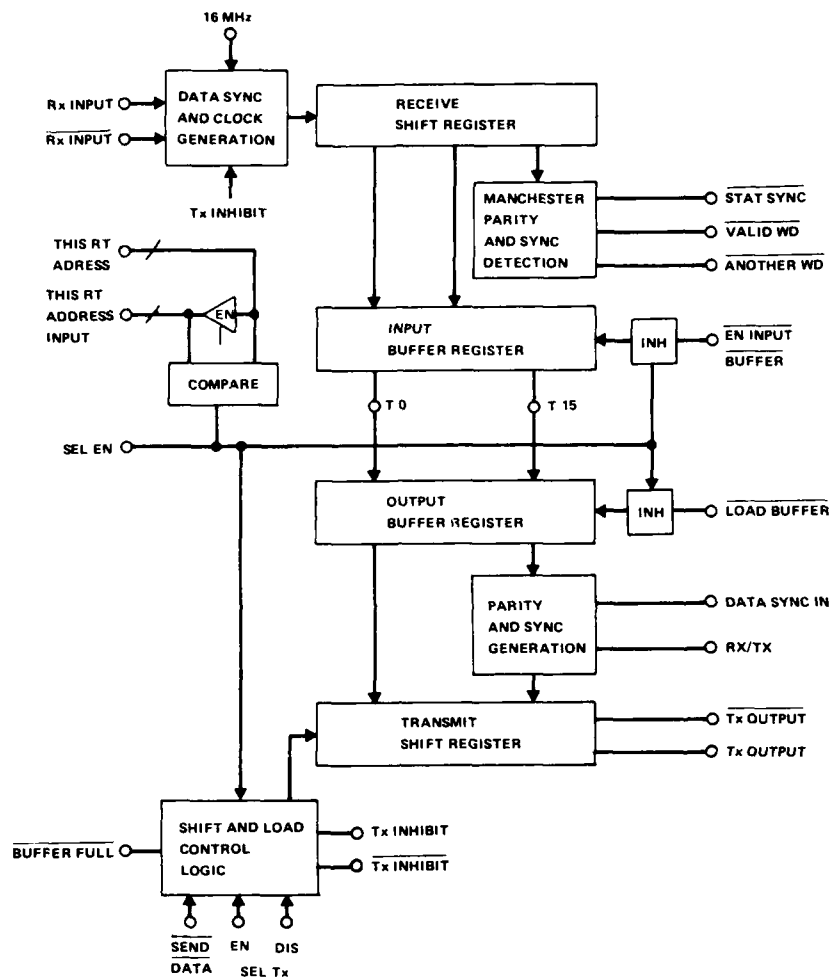 16 MHz
Rx INPUT
Rx INPUT
DATA SYNC
AND CLOCK
GENERATION
Tx INHIBIT
RECEIVE
SHIFT REGISTER
MANCHESTER
PARITY
AND SYNC
DETECTION
STAT SYNC
VALID WD
ANOTHER WD
THIS RT
ADRESS
THIS RT
ADDRESS
INPUT
EN
COMPARE
INPUT
BUFFER REGISTER
INH
EN INPUT
BUFFER
T 0
T 15
SEL EN
OUTPUT
BUFFER REGISTER
INH
LOAD BUFFER
PARITY
AND SYNC
GENERATION
DATA SYNC IN
RX/TX
TRANSMIT
SHIFT REGISTER
Tx OUTPUT
Tx OUTPUT
BUFFER FULL
SHIFT AND LOAD
CONTROL
LOGIC
Tx INHIBIT
Tx INHIBIT
SEND
DATA
EN
DIS
SEL Tx